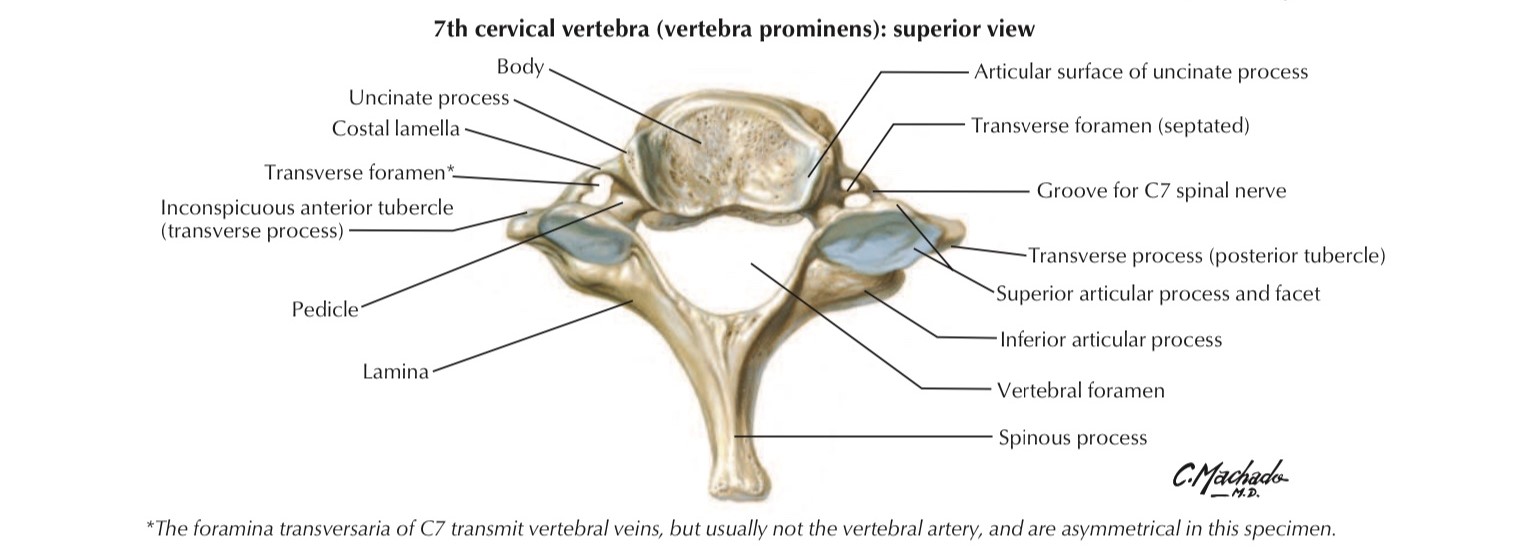 7th cervical vertebra (vertebra prominens): superior view
Body
Uncinate process
Costal lamella
Transverse foramen*
Inconspicuous anterior tubercle
(transverse process)
Pedicle
Lamina
Articular surface of uncinate process
Transverse foramen (septated)
Groove for C7 spinal nerve
Transverse process (posterior tubercle)
Superior articular process and facet
Inferior articular process
Vertebral foramen
Spinous process
C.Machado
M.D.
*The foramina transversaria of C7 transmit vertebral veins, but usually not the vertebral artery, and are asymmetrical in this specimen.